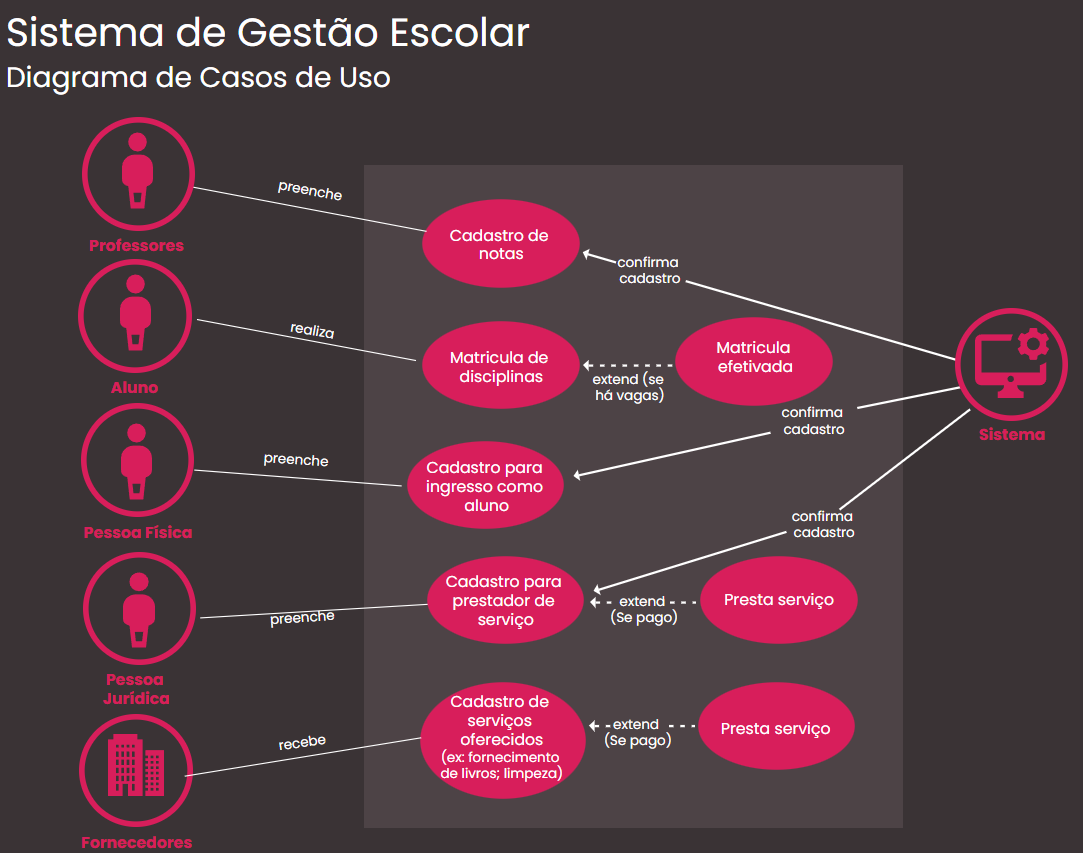 Sistema de Gestão Escolar
Diagrama de Casos de Uso
preenche
Professores
Cadastro de
notas
confirma
cadastro
realiza
Aluno
Matricula de
disciplinas
extend (se
há vagas)
Matricula
efetivada
Sistema
confirma
cadastro
preenche
Pessoa Física
Cadastro para
ingresso como
aluno
confirma
cadastro
preenche
Pessoa
Jurídica
Cadastro para
prestador de
serviço
extend
(Se pago)
Presta serviço
recebe
Fornecedores
Cadastro de
serviços
oferecidos
(ex: fornecimento
de livros; limpeza)
extend
(Se pago)
Presta serviço